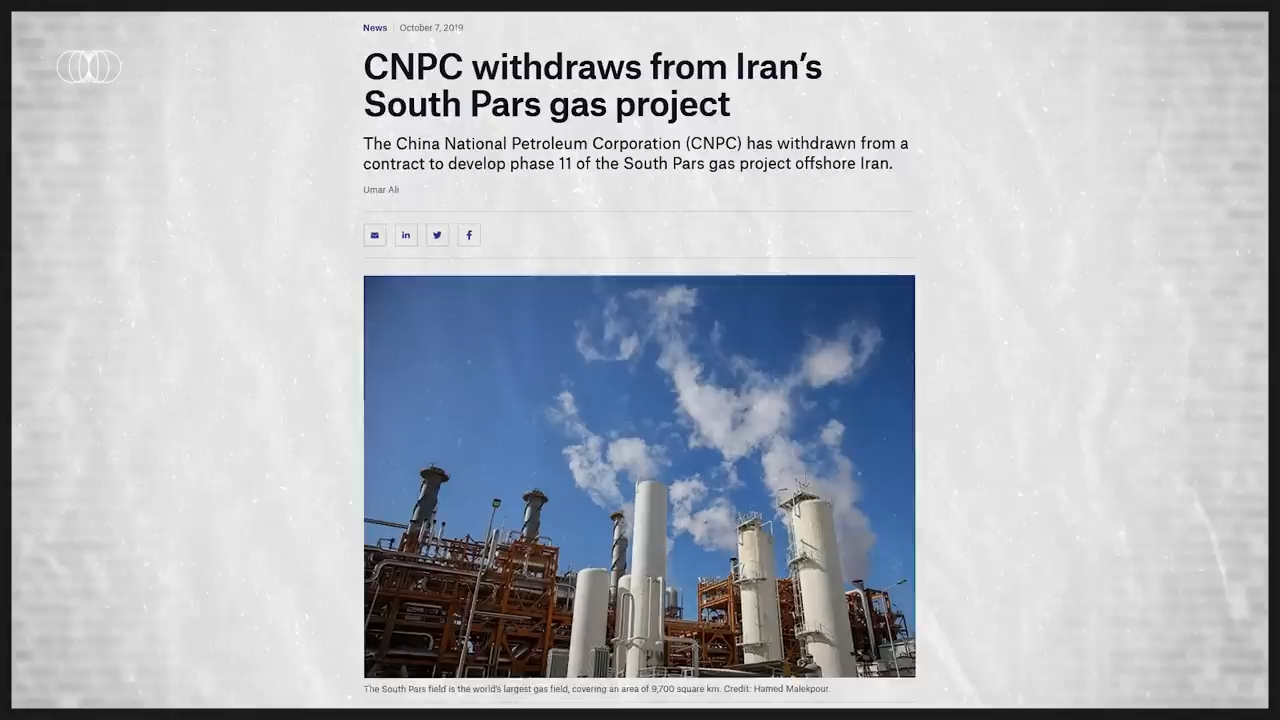 News | October 7, 2019
CNPC withdraws from Iran's
South Pars gas project
The China National Petroleum Corporation (CNPC) has withdrawn from a
contract to develop phase 11 of the South Pars gas project offshore Iran.
Umar Ali
The South Pars field is the world's largest gas field, covering an area of 9,700 square km. Credit: Hamed Malekpour.